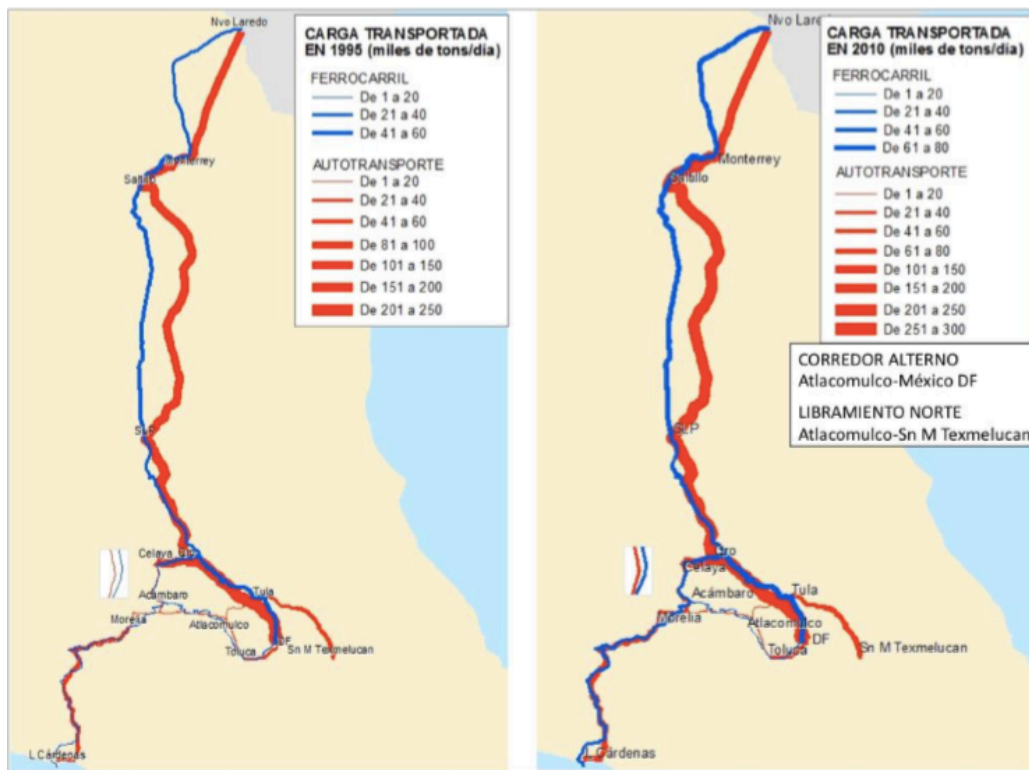 Nvo Laredo
CARGA TRANSPORTADA
EN 1995 (miles de tons/día)
FERROCARRIL
De 1 a 20
De 21 a 40
De 41 a 60
AUTOTRANSPORTE
De 1 a 20
De 21 a 40
De 41 a 60
De 81 a 100
De 101 a 150
De 151 a 200
De 201 a 250
Monterrey
Saltillo
SLP
Celaya
Qro
Acámbaro
Tula
Morelia
Atlacomulco
DF
Toluca
Sn M Texmelucan
L Cárdenas
Nvo Laredo
CARGA TRANSPORTADA
EN 2010 (miles de tons/día)
FERROCARRIL
De 1 a 20
De 21 a 40
De 41 a 60
De 61 a 80
AUTOTRANSPORTE
De 1 a 20
De 21 a 40
De 41 a 60
De 61 a 80
De 101 a 150
De 151 a 200
De 201 a 250
De 251 a 300
CORREDOR ALTERNO
Atlacomulco-México DF
LIBRAMIENTO NORTE
Atlacomulco-Sn M Texmelucan
Monterrey
Saltillo
SLP
Qro
Celaya
Acámbaro
Tula
Morelia
Atlacomulco
DF
Toluca
Sn M Texmelucan
L Cárdenas